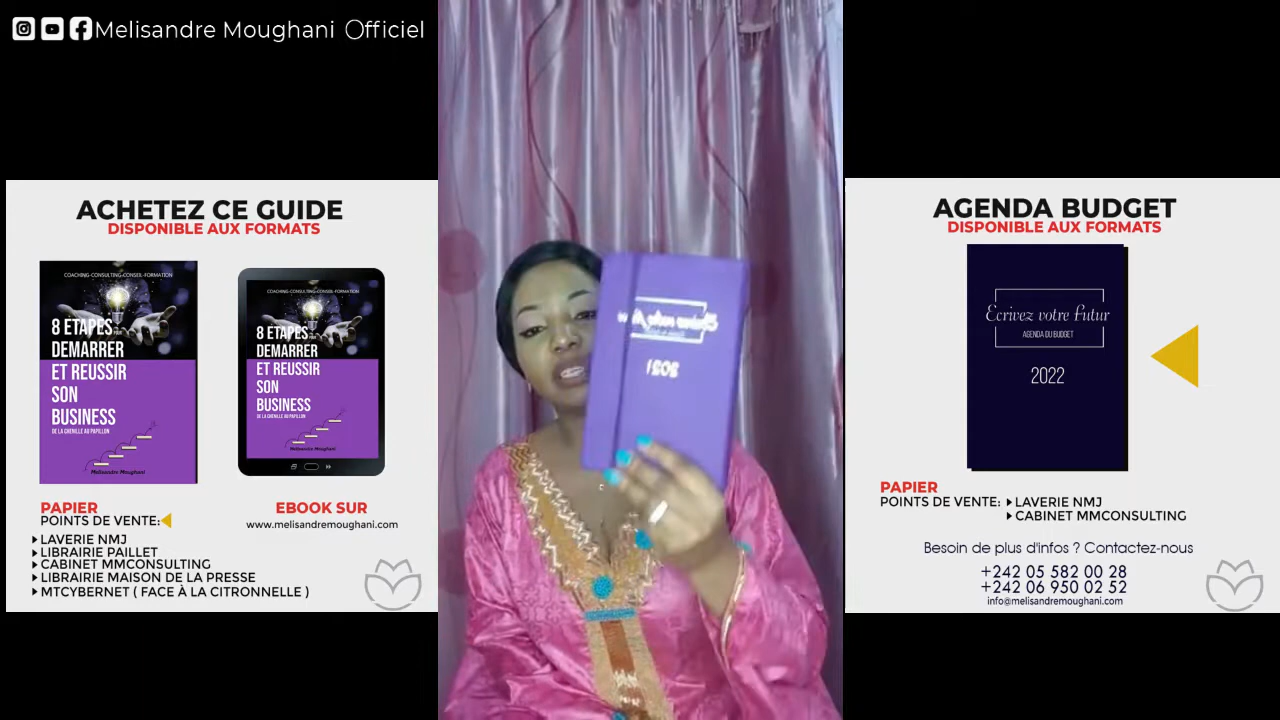 Melisandre Moughani Officiel
ACHETEZ CE GUIDE
DISPONIBLE AUX FORMATS
COACHING-CONSULTING-CONSEIL-FORMATION
8 ETAPES POUR
DEMARRER
ET REUSSIR
SON
BUSINESS
DE LA CHENILLE AU PAPILLON
Melisandre Moughani
COACHING-CONSULTING-CONSEIL-FORMATION
8 ETAPES POUR
DEMARRER
ET REUSSIR
SON
BUSINESS
DE LA CHENILLE AU PAPILLON
Melisandre Moughani
PAPIER
POINTS DE VENTE:
LAVERIE NMJ
LIBRAIRIE PAILLET
CABINET MMCONSULTING
LIBRAIRIE MAISON DE LA PRESSE
MTCYBERNET ( FACE À LA CITRONNELLE )
EBOOK SUR
www.melisandremoughani.com
AGENDA BUDGET
DISPONIBLE AUX FORMATS
Ecrivez votre futur
AGENDA DU BUDGET
2022
PAPIER
POINTS DE VENTE: LAVERIE NMJ
CABINET MMCONSULTING
Besoin de plus d'infos ? Contactez-nous
+242 05 582 00 28
+242 06 950 02 52
info@melisandremoughani.com